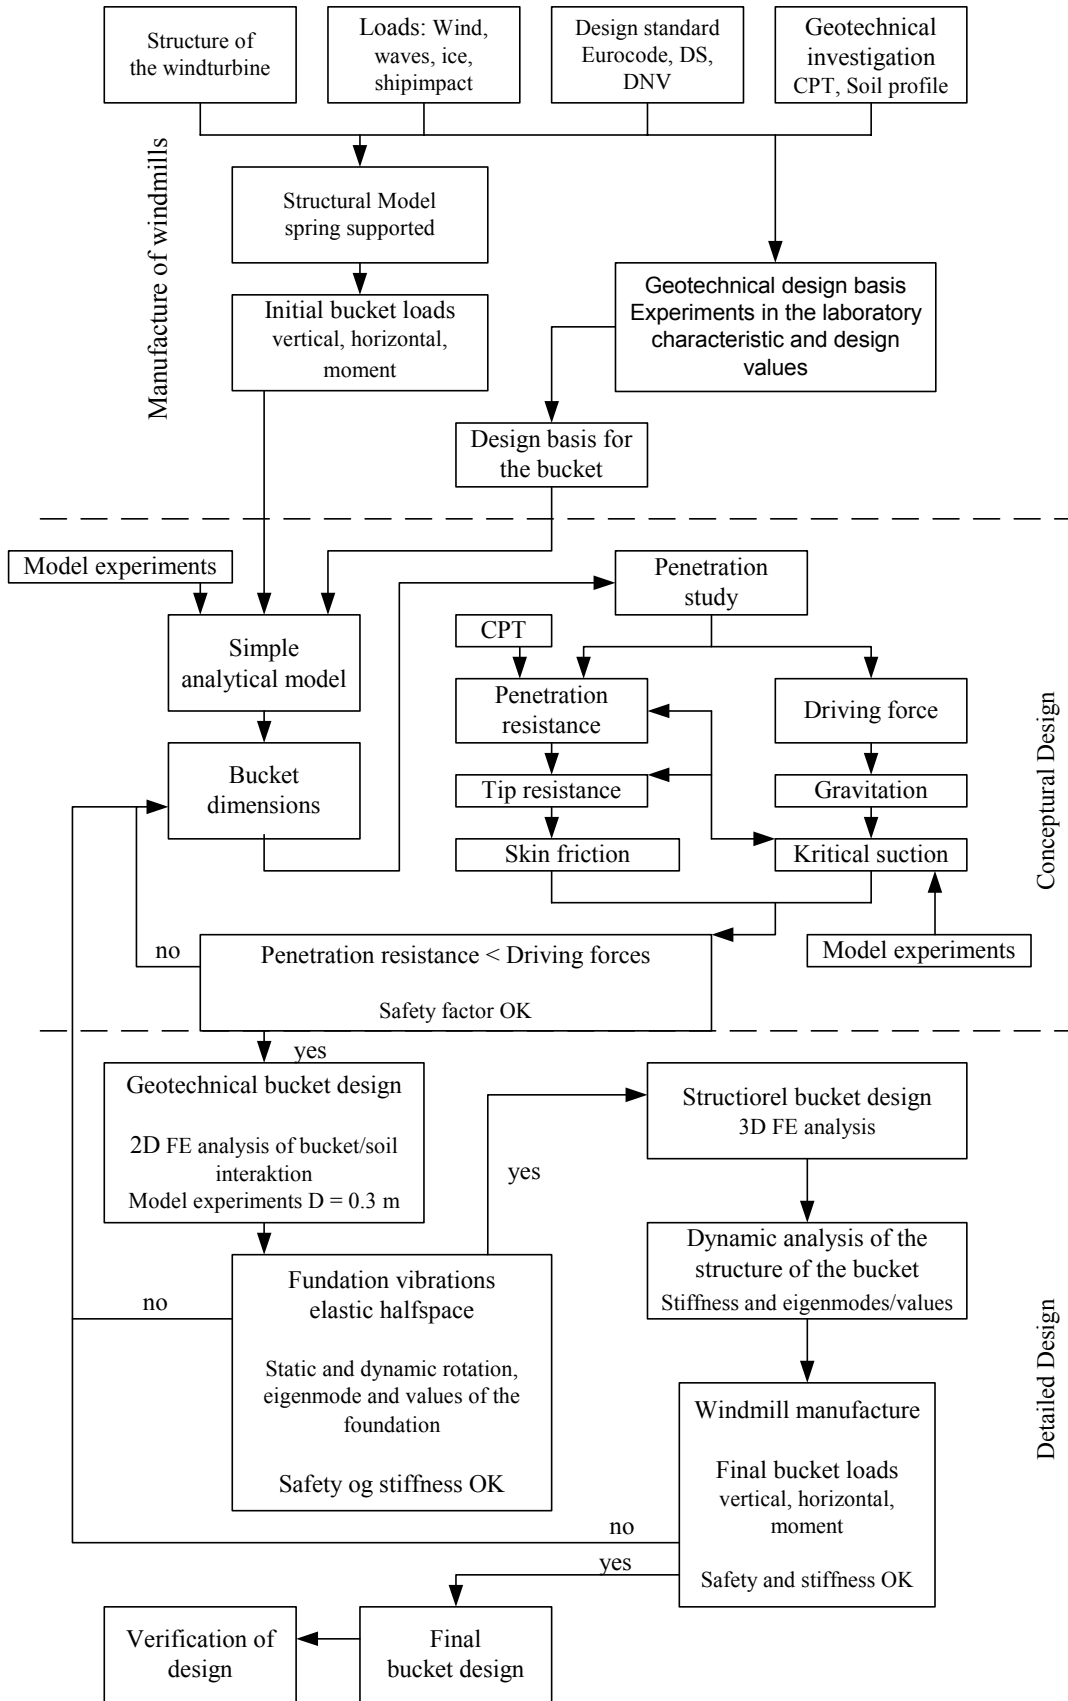 Structure of
the windturbine
Loads: Wind,
waves, ice,
shipimpact
Design standard
Eurocode, DS,
DNV
Geotechnical
investigation
CPT, Soil profile
Manufacture of windmills
Structural Model
spring supported
Initial bucket loads
vertical, horizontal,
moment
Geotechnical design basis
Experiments in the laboratory
characteristic and design
values
Design basis for
the bucket
Model experiments
Simple
analytical model
Bucket
dimensions
Penetration
study
CPT
Penetration
resistance
Driving force
Tip resistance
Gravitation
Skin friction
Kritical suction
Model experiments
Conceptural Design
no
Penetration resistance < Driving forces
Safety factor OK
yes
Geotechnical bucket design
2D FE analysis of bucket/soil
interaktion
Model experiments D = 0.3 m
yes
Structiorel bucket design
3D FE analysis
no
Fundation vibrations
elastic halfspace
Static and dynamic rotation,
eigenmode and values of the
foundation
Safety og stiffness OK
Dynamic analysis of the
structure of the bucket
Stiffness and eigenmodes/values
Detailed Design
Windmill manufacture
Final bucket loads
vertical, horizontal,
moment
Safety and stiffness OK
no
yes
Verification of
design
Final
bucket design